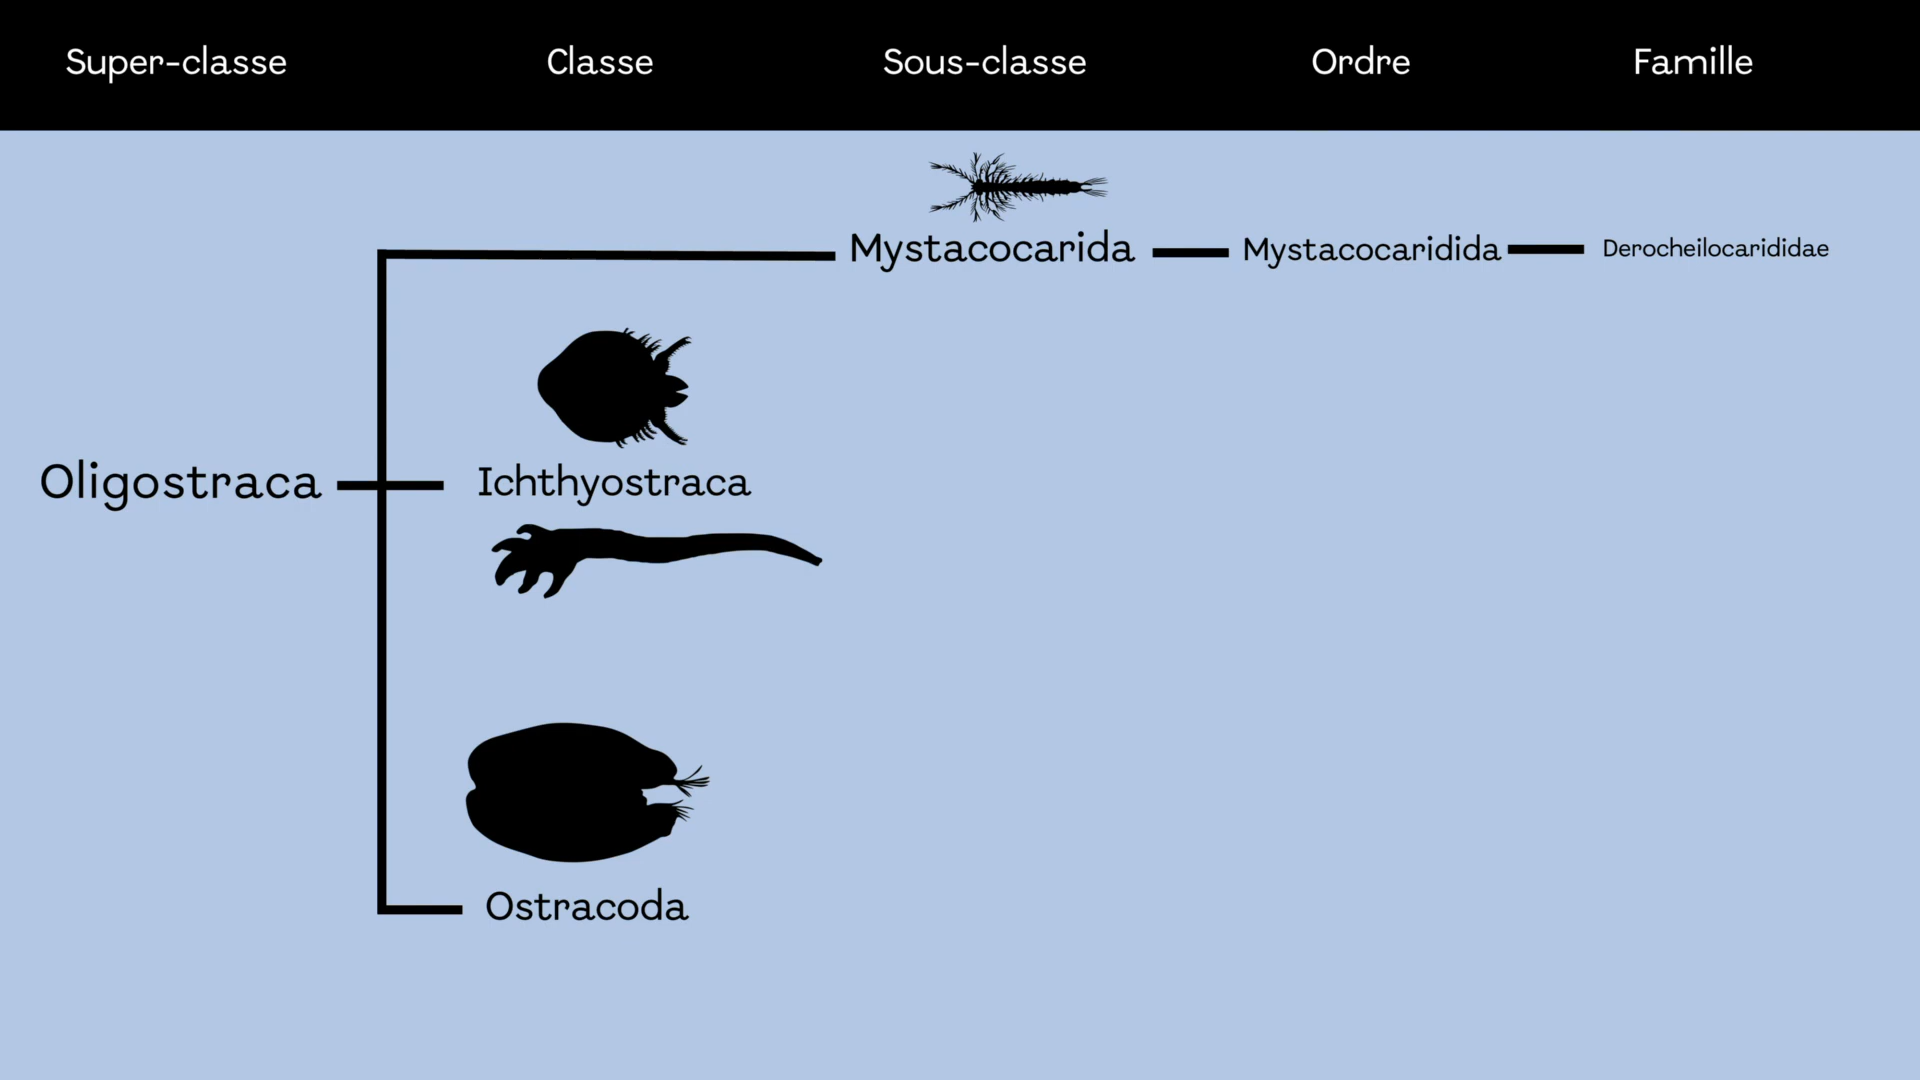 Super-classe Classe Sous-classe Ordre Famille
Mystacocarida Mystacocaridida Derocheilocarididae
Oligostraca Ichthyostraca
Ostracoda